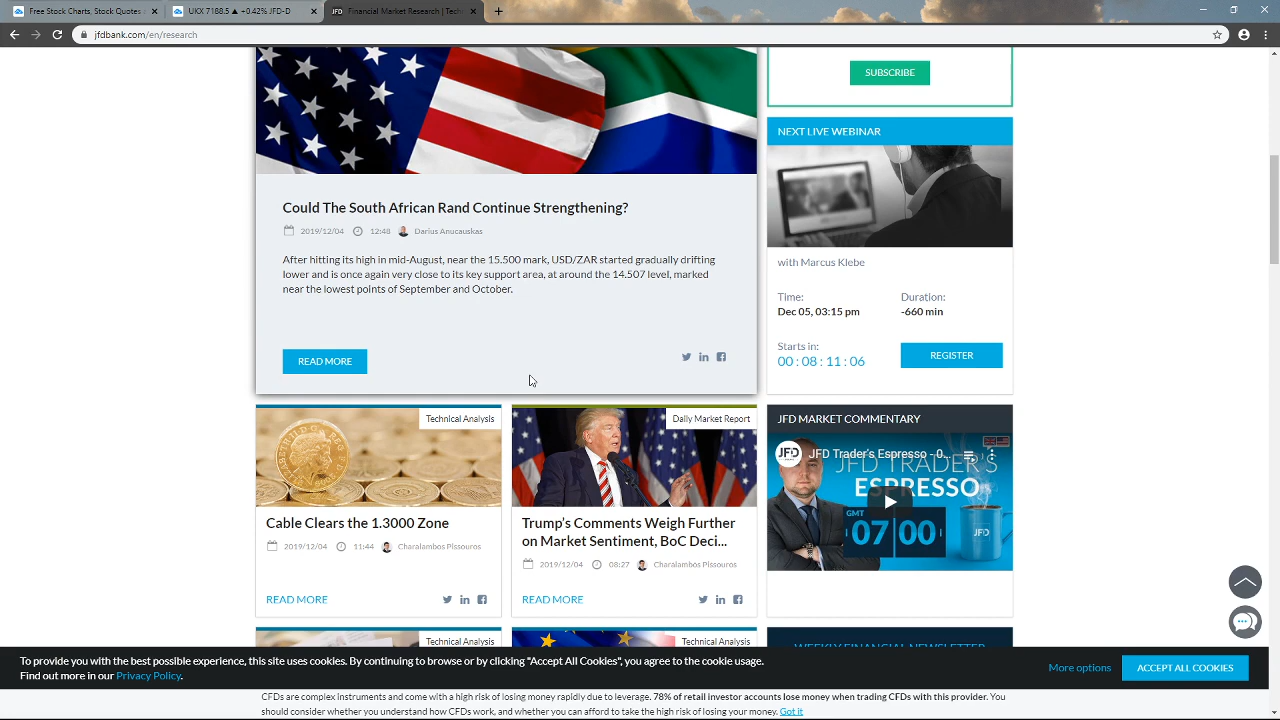 Free Stock Charts, Stock Quotes
UKX 7188.5 ▲ +0.42% JFD-D
JFD Financial Market Research | Tech
jfdbank.com/en/research
SUBSCRIBE
NEXT LIVE WEBINAR
Could The South African Rand Continue Strengthening?
2019/12/04 12:48 Darius Anucauskas
After hitting its high in mid-August, near the 15.500 mark, USD/ZAR started gradually drifting
lower and is once again very close to its key support area, at around the 14.507 level, marked
near the lowest points of September and October.
READ MORE
with Marcus Klebe
Time: Duration:
Dec 05, 03:15 pm -660 min
Starts in:
00 : 08 : 11 : 06
REGISTER
Technical Analysis
Cable Clears the 1.3000 Zone
2019/12/04 11:44 Charalambos Pissouros
READ MORE
Daily Market Report
Trump's Comments Weigh Further
on Market Sentiment, BoC Deci...
2019/12/04 08:27 Charalambos Pissouros
READ MORE
JFD MARKET COMMENTARY
JFD
JFD Trader's Espresso - 0...
JFD TRADER'S
ESPRESSO
GMT
07 00
JFD
Technical Analysis
Technical Analysis
WEEKLY FINANCIAL NEWSLETTER
To provide you with the best possible experience, this site uses cookies. By continuing to browse or by clicking "Accept All Cookies", you agree to the cookie usage.
Find out more in our Privacy Policy.
More options
ACCEPT ALL COOKIES
CFDs are complex instruments and come with a high risk of losing money rapidly due to leverage. 78% of retail investor accounts lose money when trading CFDs with this provider. You
should consider whether you understand how CFDs work, and whether you can afford to take the high risk of losing your money. Got it